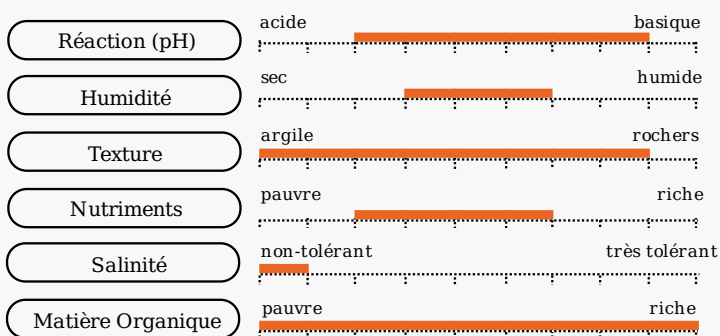 acide basique
Réaction (pH)
sec humide
Humidité
argile rochers
Texture
pauvre riche
Nutriments
non-tolérant très tolérant
Salinité
pauvre riche
Matière Organique